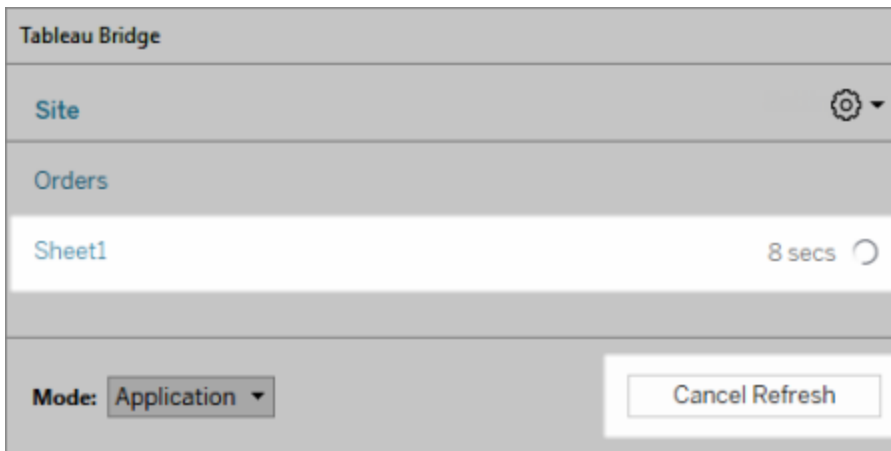 Tableau Bridge
Site
Orders
Sheet1 8 secs
Mode: Application Cancel Refresh